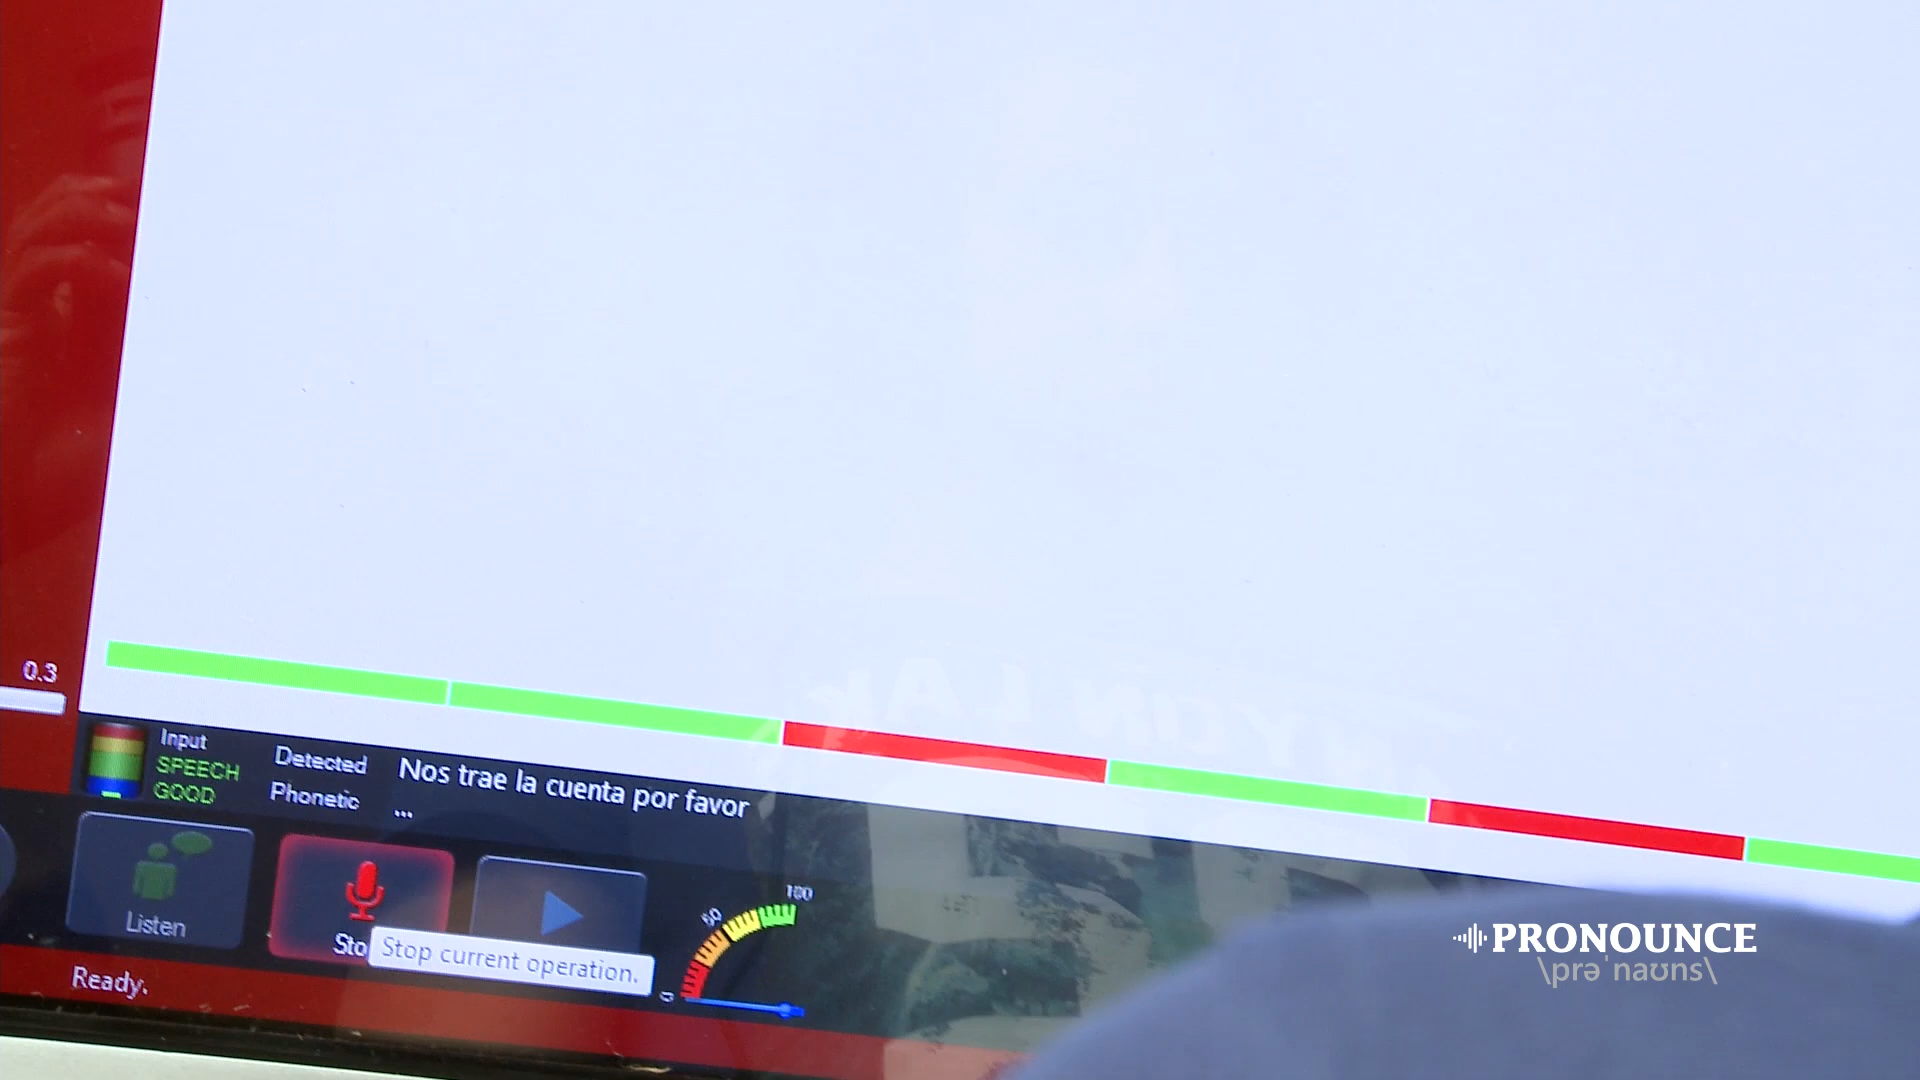 0.3
Input
SPEECH
GOOD
Detected
Nos trae la cuenta por favor
Phonetic
...
Listen
Sto
Stop current operation.
0
50
100
Ready.
PRONOUNCE
\prəˈnaʊns\